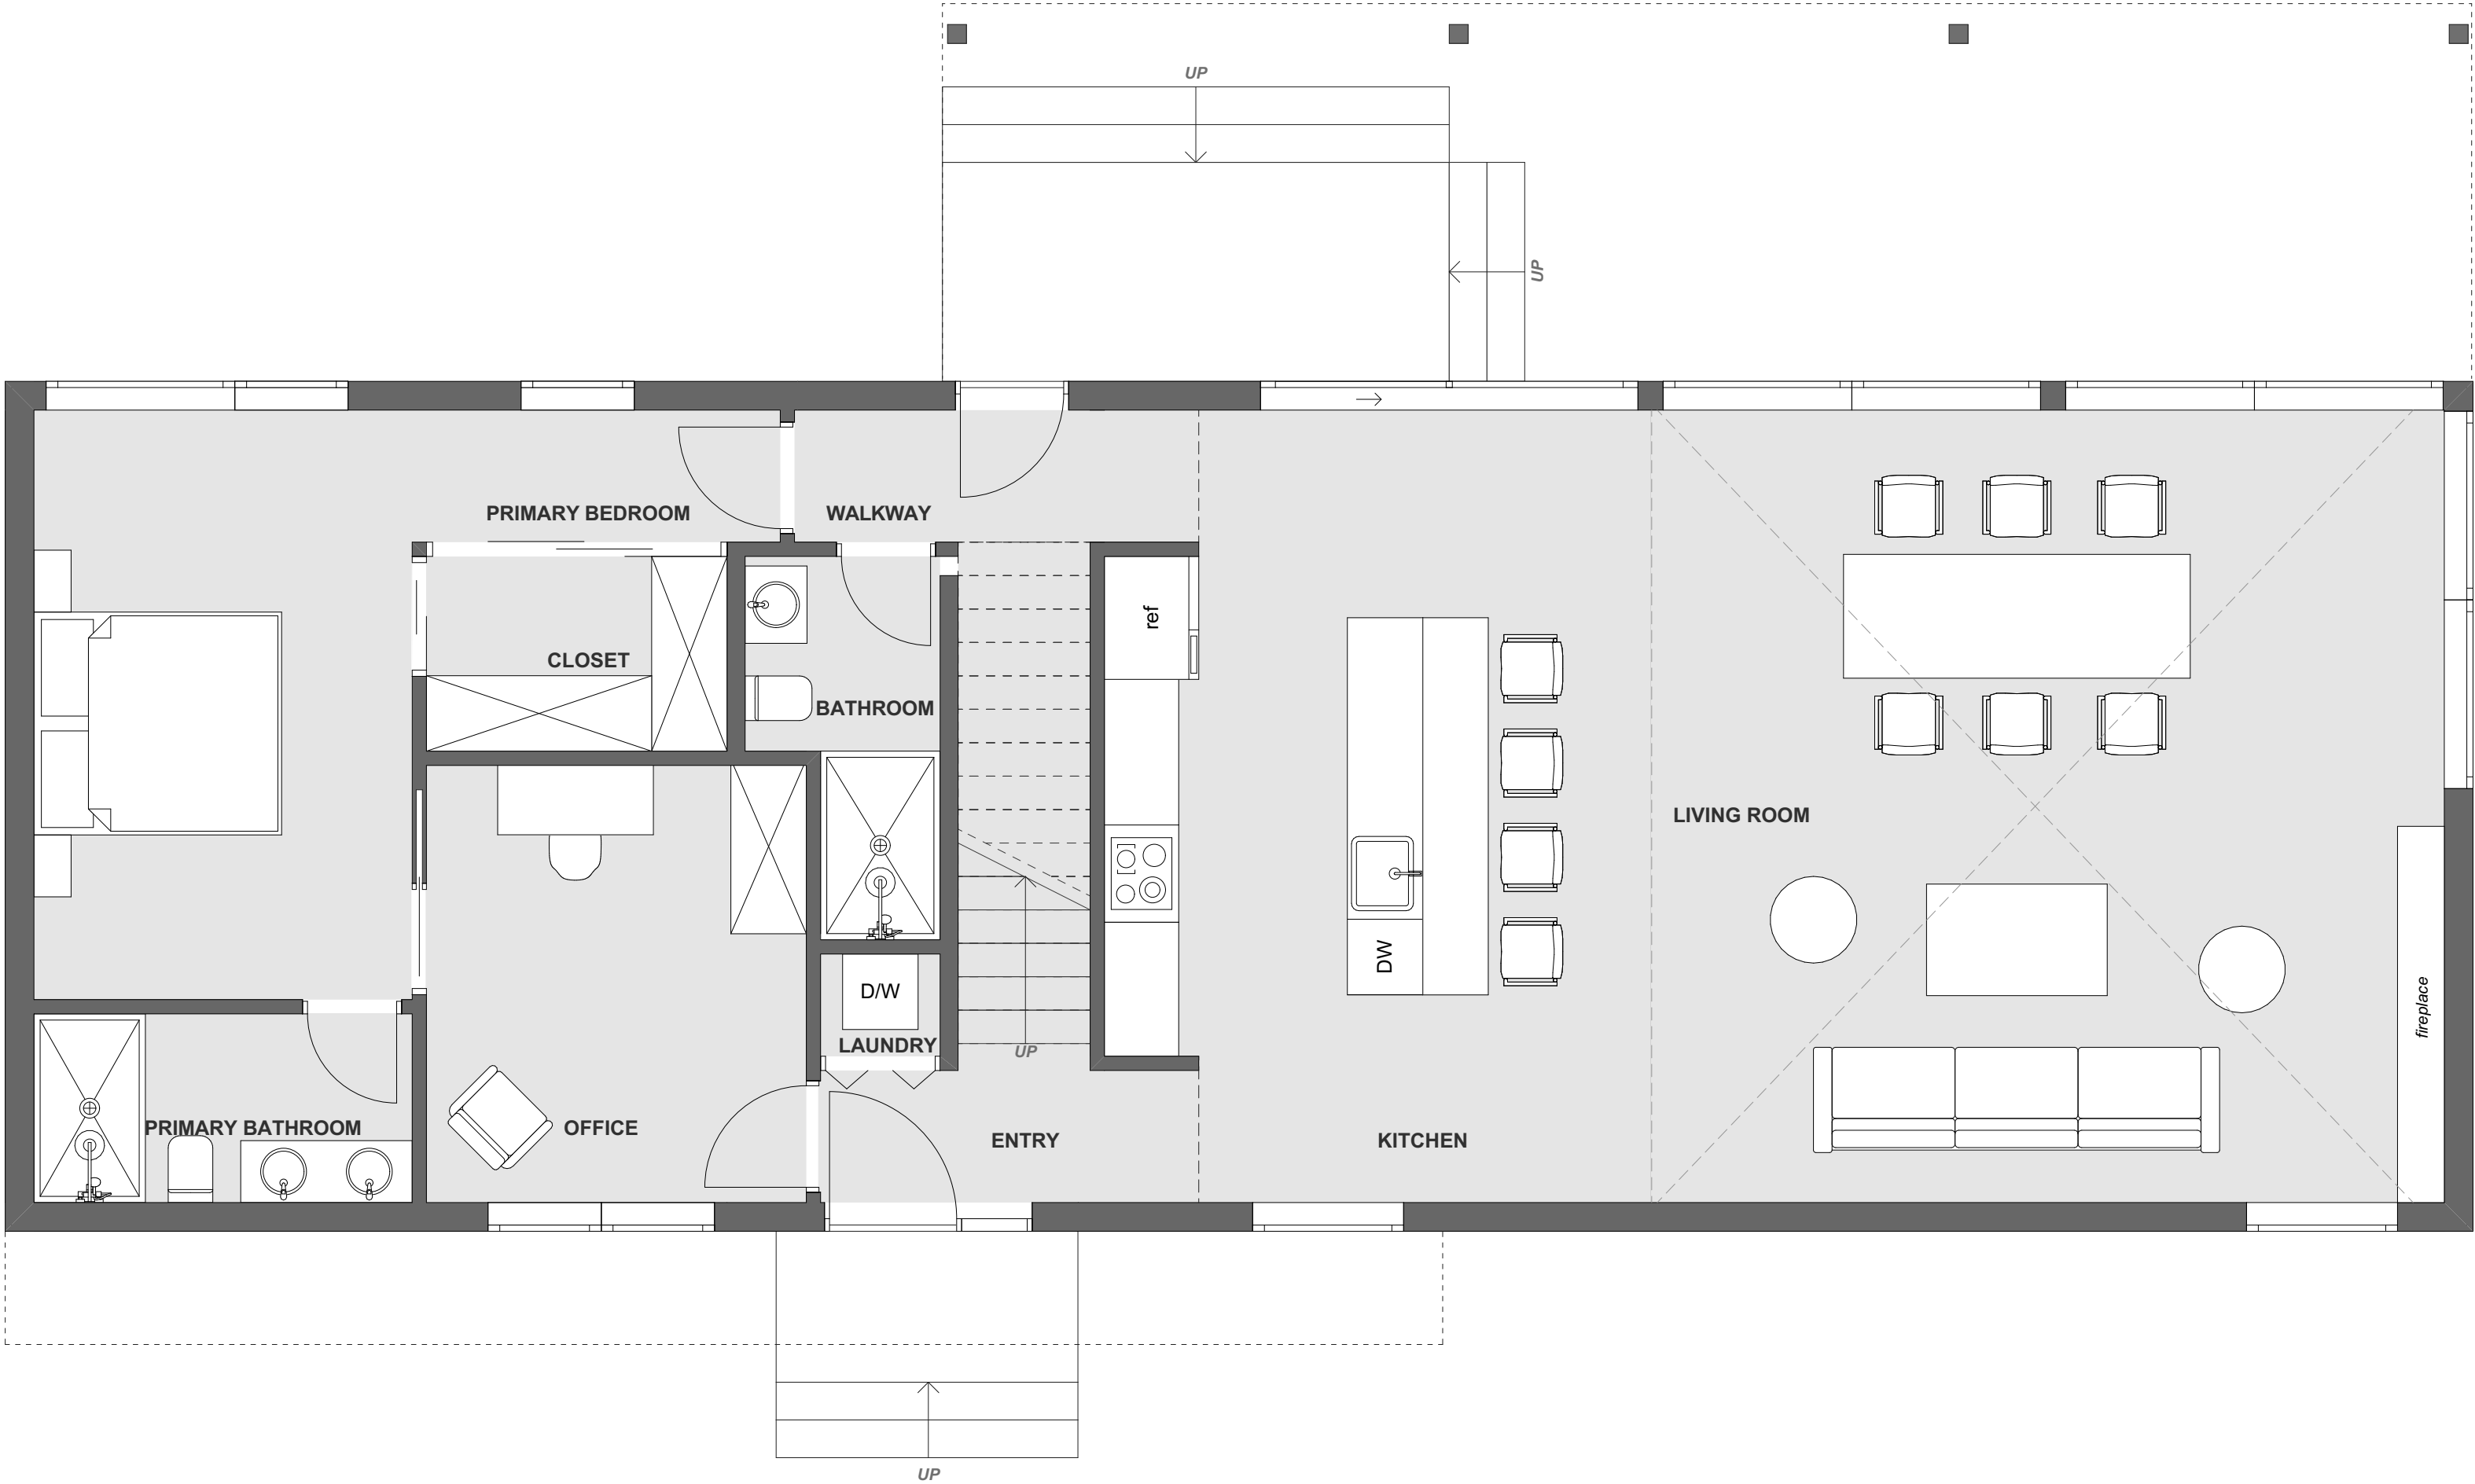 UP
UP
PRIMARY BEDROOM
WALKWAY
ref
CLOSET
BATHROOM
LIVING ROOM
DW
D/W
fireplace
LAUNDRY
UP
PRIMARY BATHROOM
OFFICE
ENTRY
KITCHEN
UP